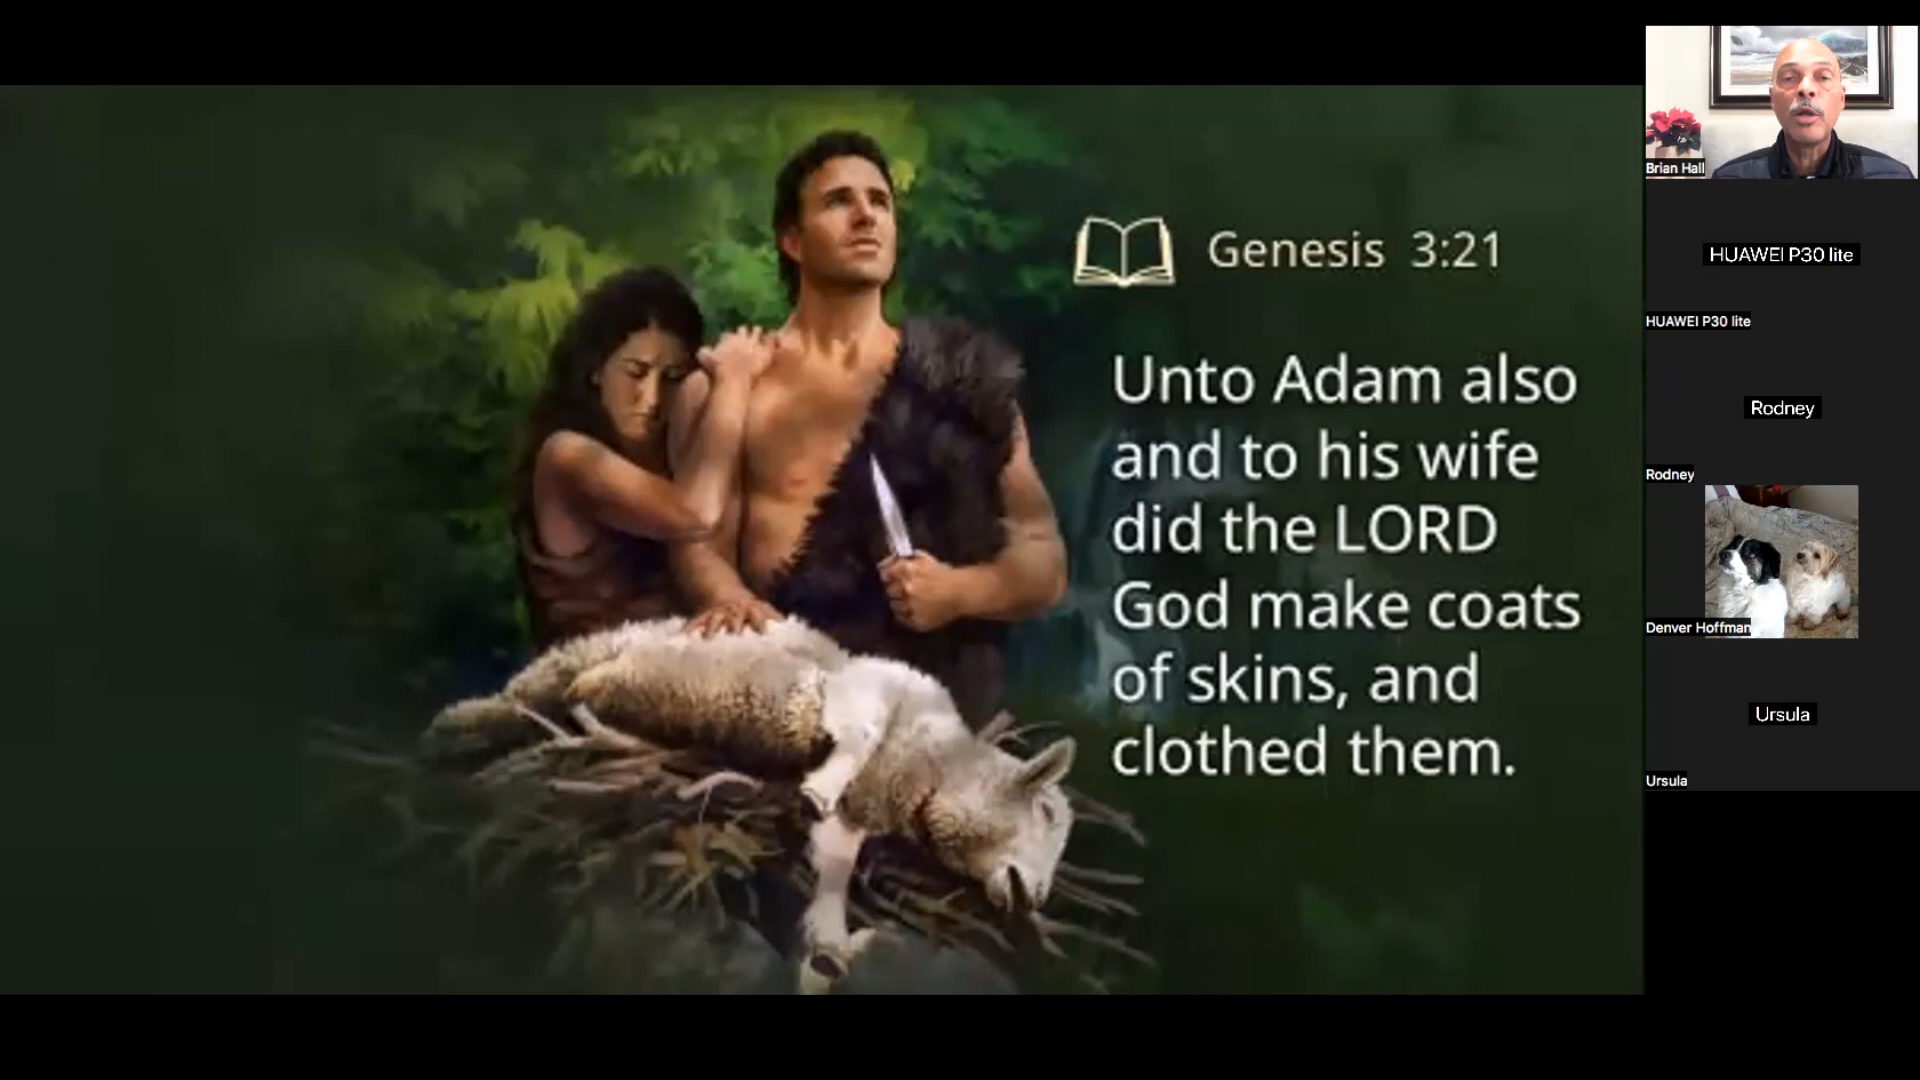 Genesis 3:21
Unto Adam also
and to his wife
did the LORD
God make coats
of skins, and
clothed them.
Brian Hall
HUAWEI P30 lite
HUAWEI P30 lite
Rodney
Rodney
Denver Hoffman
Ursula
Ursula